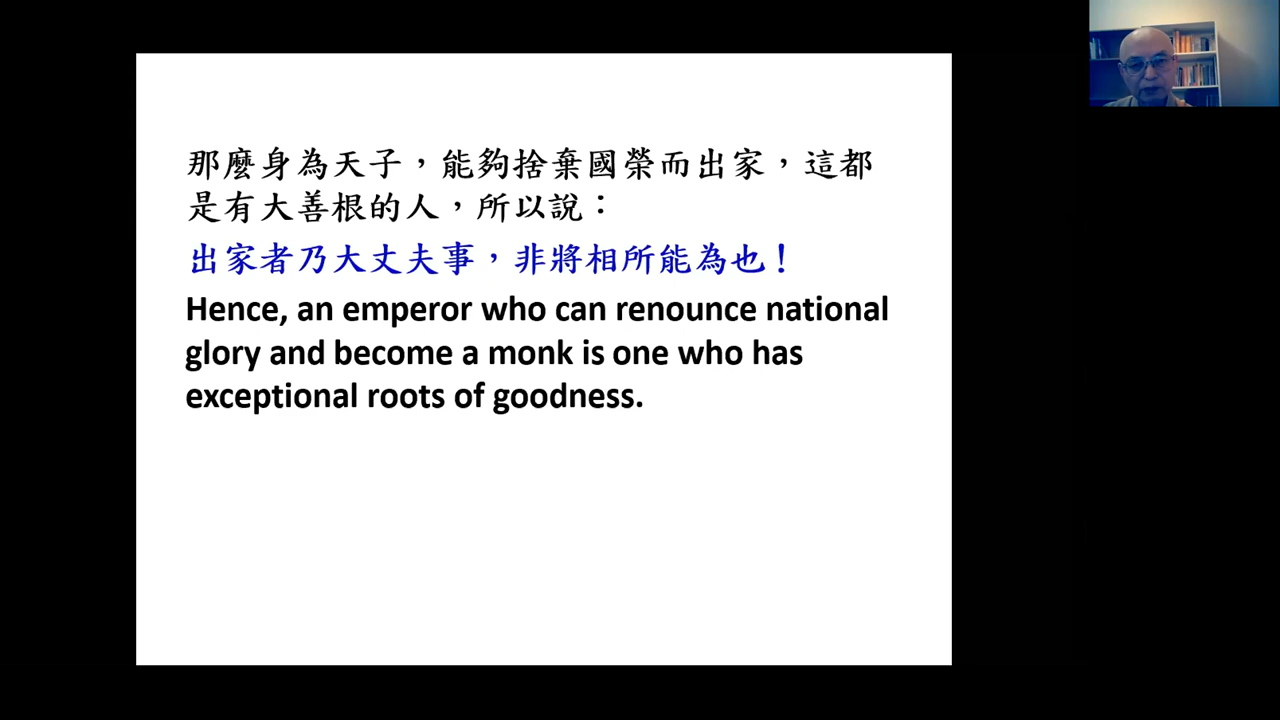 那麼身為天子，能夠捨棄國榮而出家，這都
是有大善根的人，所以說：
出家者乃大丈夫事，非將相所能為也！
Hence, an emperor who can renounce national
glory and become a monk is one who has
exceptional roots of goodness.